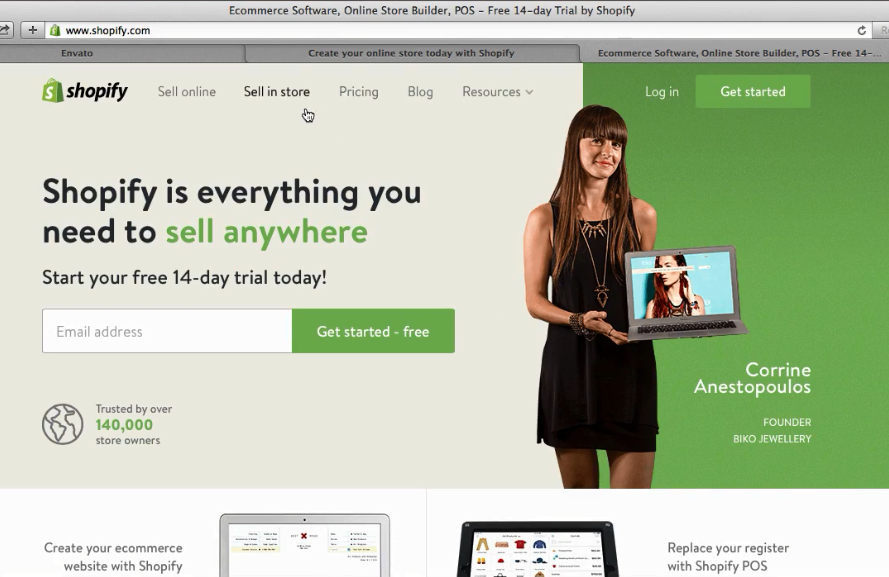 Ecommerce Software, Online Store Builder, POS – Free 14-day Trial by Shopify
www.shopify.com
Envato
Create your online store today with Shopify
Ecommerce Software, Online Store Builder, POS – Free 14-...
shopify
Sell online
Sell in store
Pricing
Blog
Resources
Log in
Get started
Shopify is everything you
need to sell anywhere
Start your free 14-day trial today!
Email address
Get started - free
Trusted by over
140,000
store owners
Corrine
Anestopoulos
FOUNDER
BIKO JEWELLERY
Create your ecommerce
website with Shopify
Replace your register
with Shopify POS